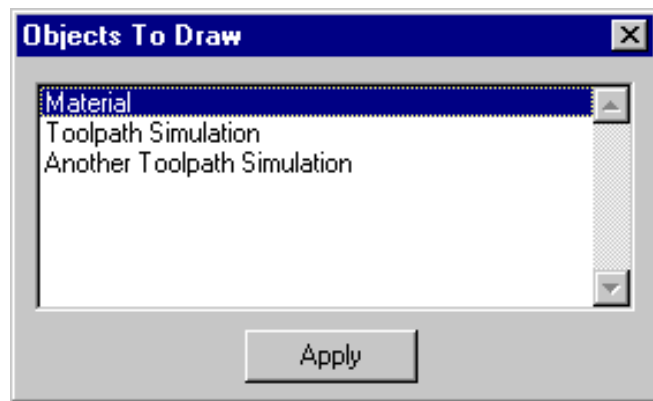 Objects To Draw
Material
Toolpath Simulation
Another Toolpath Simulation
Apply